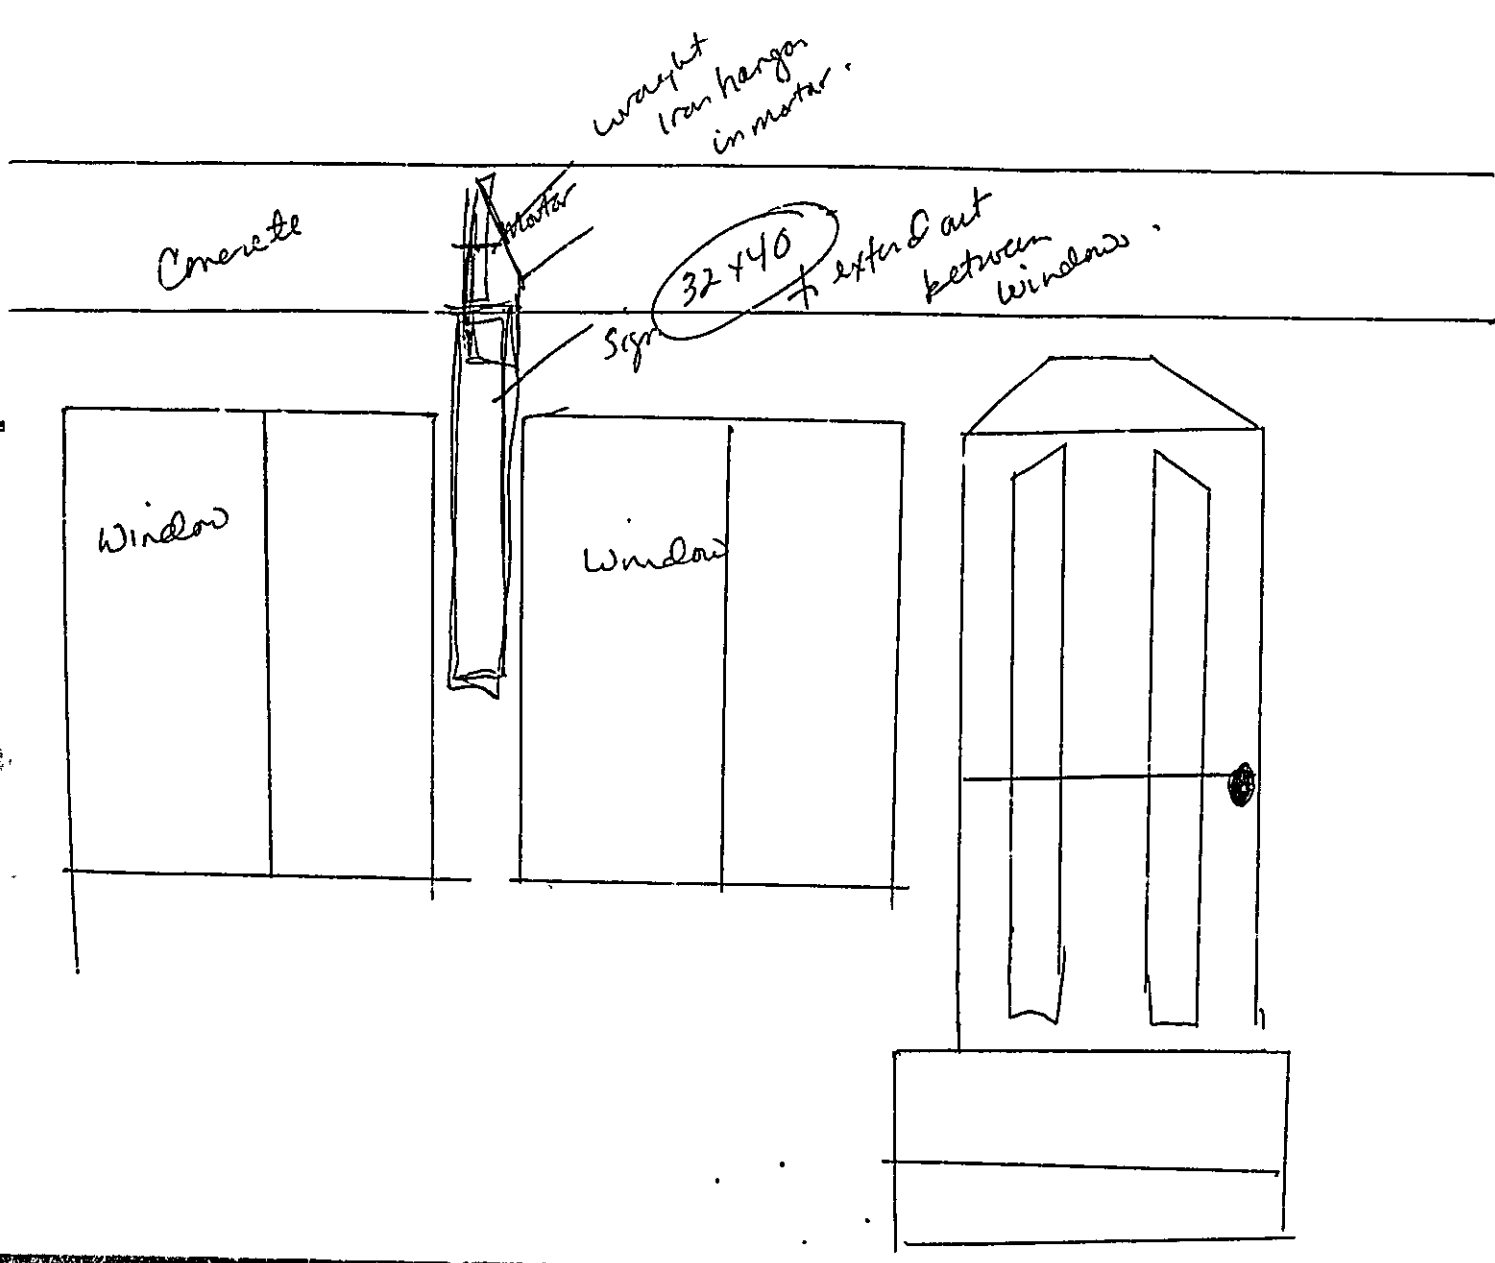 wrought
Iron hanger
in mortar.
Mortar
Concrete
32 x 40
+ extend out
between
windows.
Sign
Window
Window